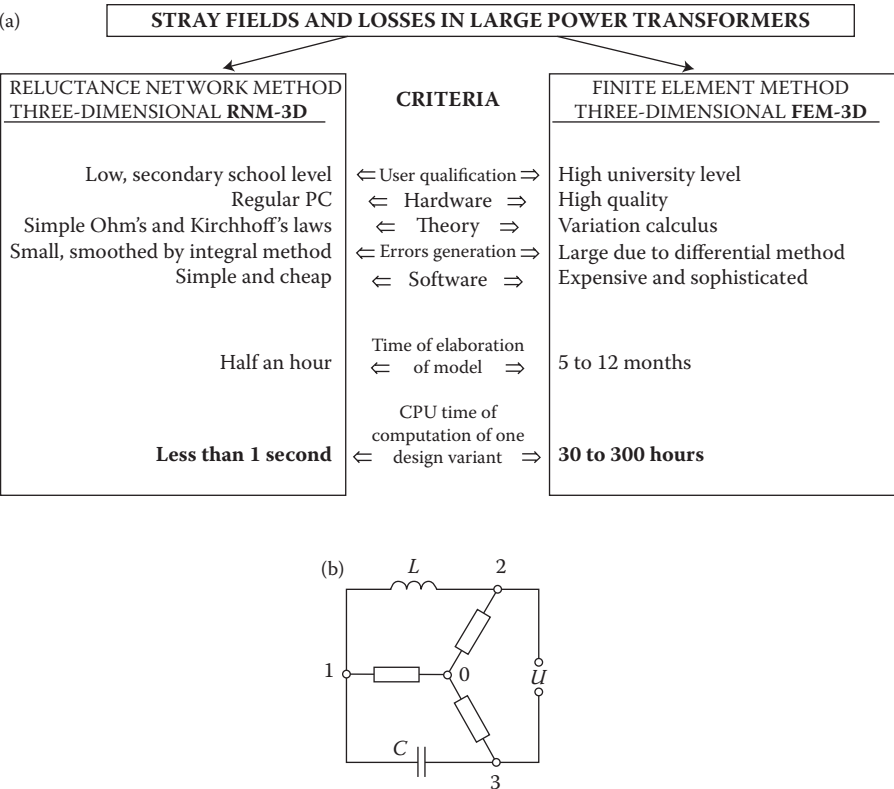 (a)
STRAY FIELDS AND LOSSES IN LARGE POWER TRANSFORMERS
RELUCTANCE NETWORK METHOD
THREE-DIMENSIONAL RNM-3D
CRITERIA
FINITE ELEMENT METHOD
THREE-DIMENSIONAL FEM-3D
Low, secondary school level ⇐ User qualification ⇒ High university level
Regular PC ⇐ Hardware ⇒ High quality
Simple Ohm's and Kirchhoff's laws ⇐ Theory ⇒ Variation calculus
Small, smoothed by integral method ⇐ Errors generation ⇒ Large due to differential method
Simple and cheap ⇐ Software ⇒ Expensive and sophisticated
Time of elaboration
Half an hour ⇐ of model ⇒ 5 to 12 months
CPU time of
computation of one
Less than 1 second ⇐ design variant ⇒ 30 to 300 hours
(b)
L
2
1
0
U
C
3